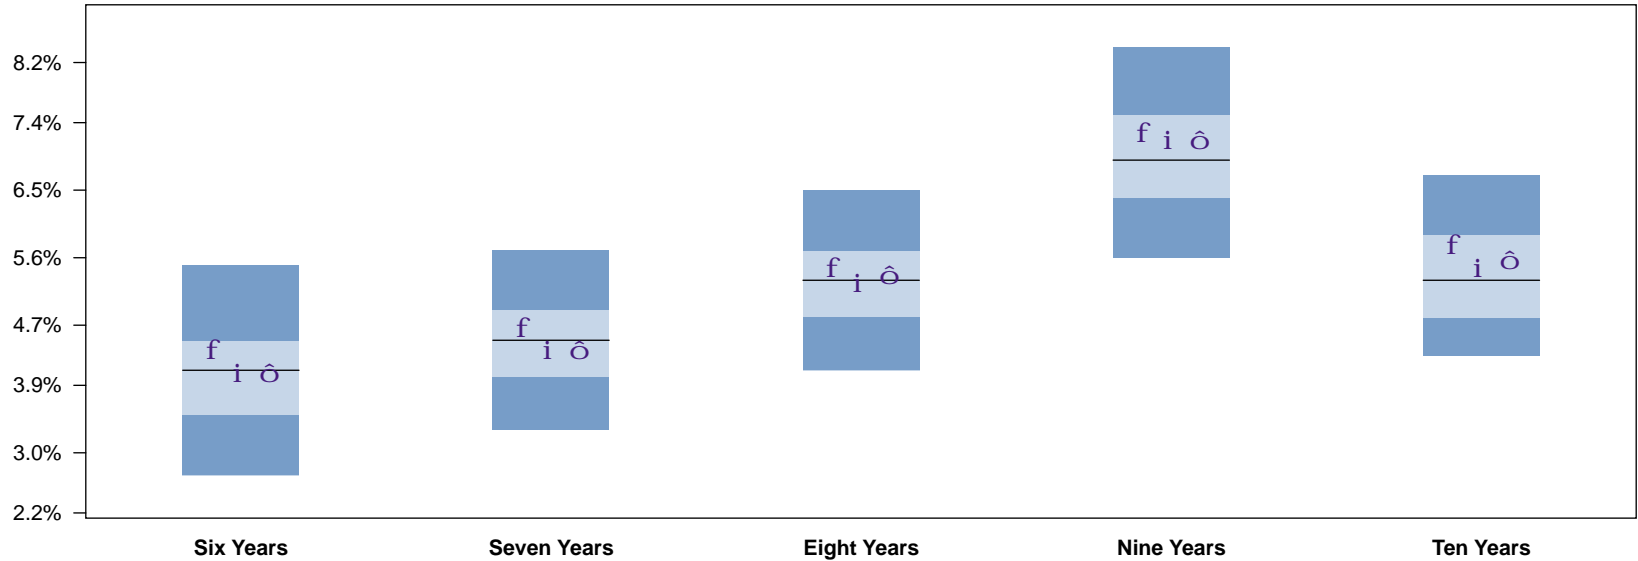 8.2%
7.4%
6.5%
5.6%
4.7%
3.9%
3.0%
2.2%
f i ô
f i ô
f i ô
f i ô
f i ô
Six Years Seven Years Eight Years Nine Years Ten Years